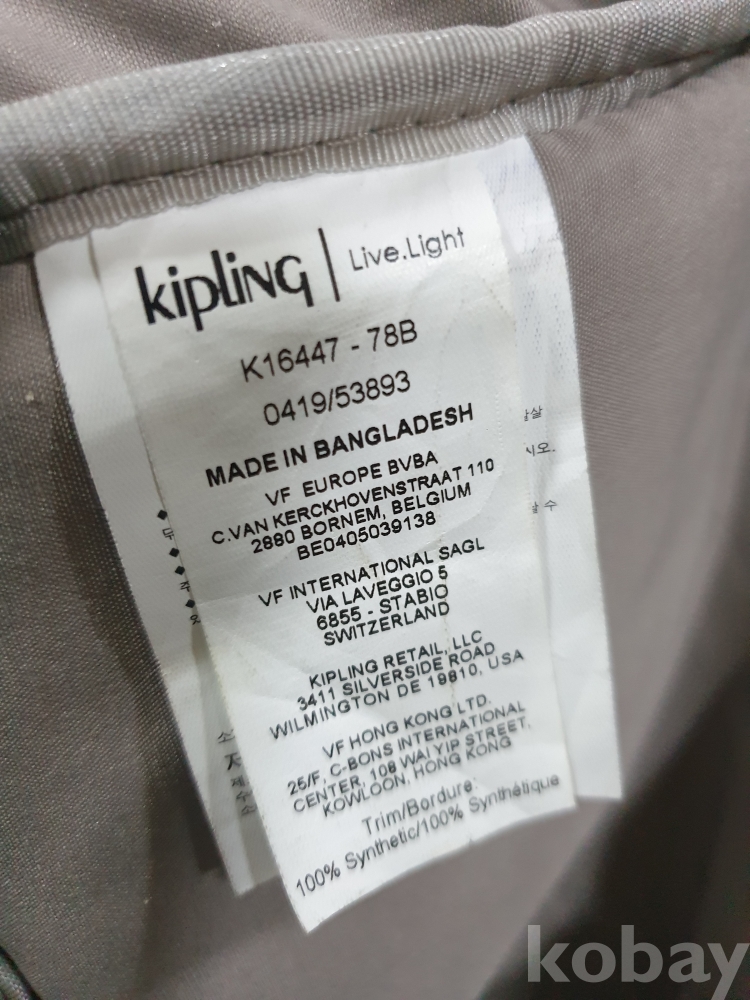 kipling | Live.Light
K16447 - 78B
0419/53893
MADE IN BANGLADESH
VF EUROPE BVBA
C.VAN KERCKHOVENSTRAAT 110
2880 BORNEM, BELGIUM
BE0405039138
VF INTERNATIONAL SAGL
VIA LAVEGGIO 5
6855 - STABIO
SWITZERLAND
KIPLING RETAIL, LLC
3411 SILVERSIDE ROAD
WILMINGTON DE 19810, USA
VF HONG KONG LTD.
25/F, C-BONS INTERNATIONAL
CENTER, 108 WAI YIP STREET,
KOWLOON, HONG KONG
Trim/Bordure:
100% Synthetic/100% Synthétique
시오.
수
kobay